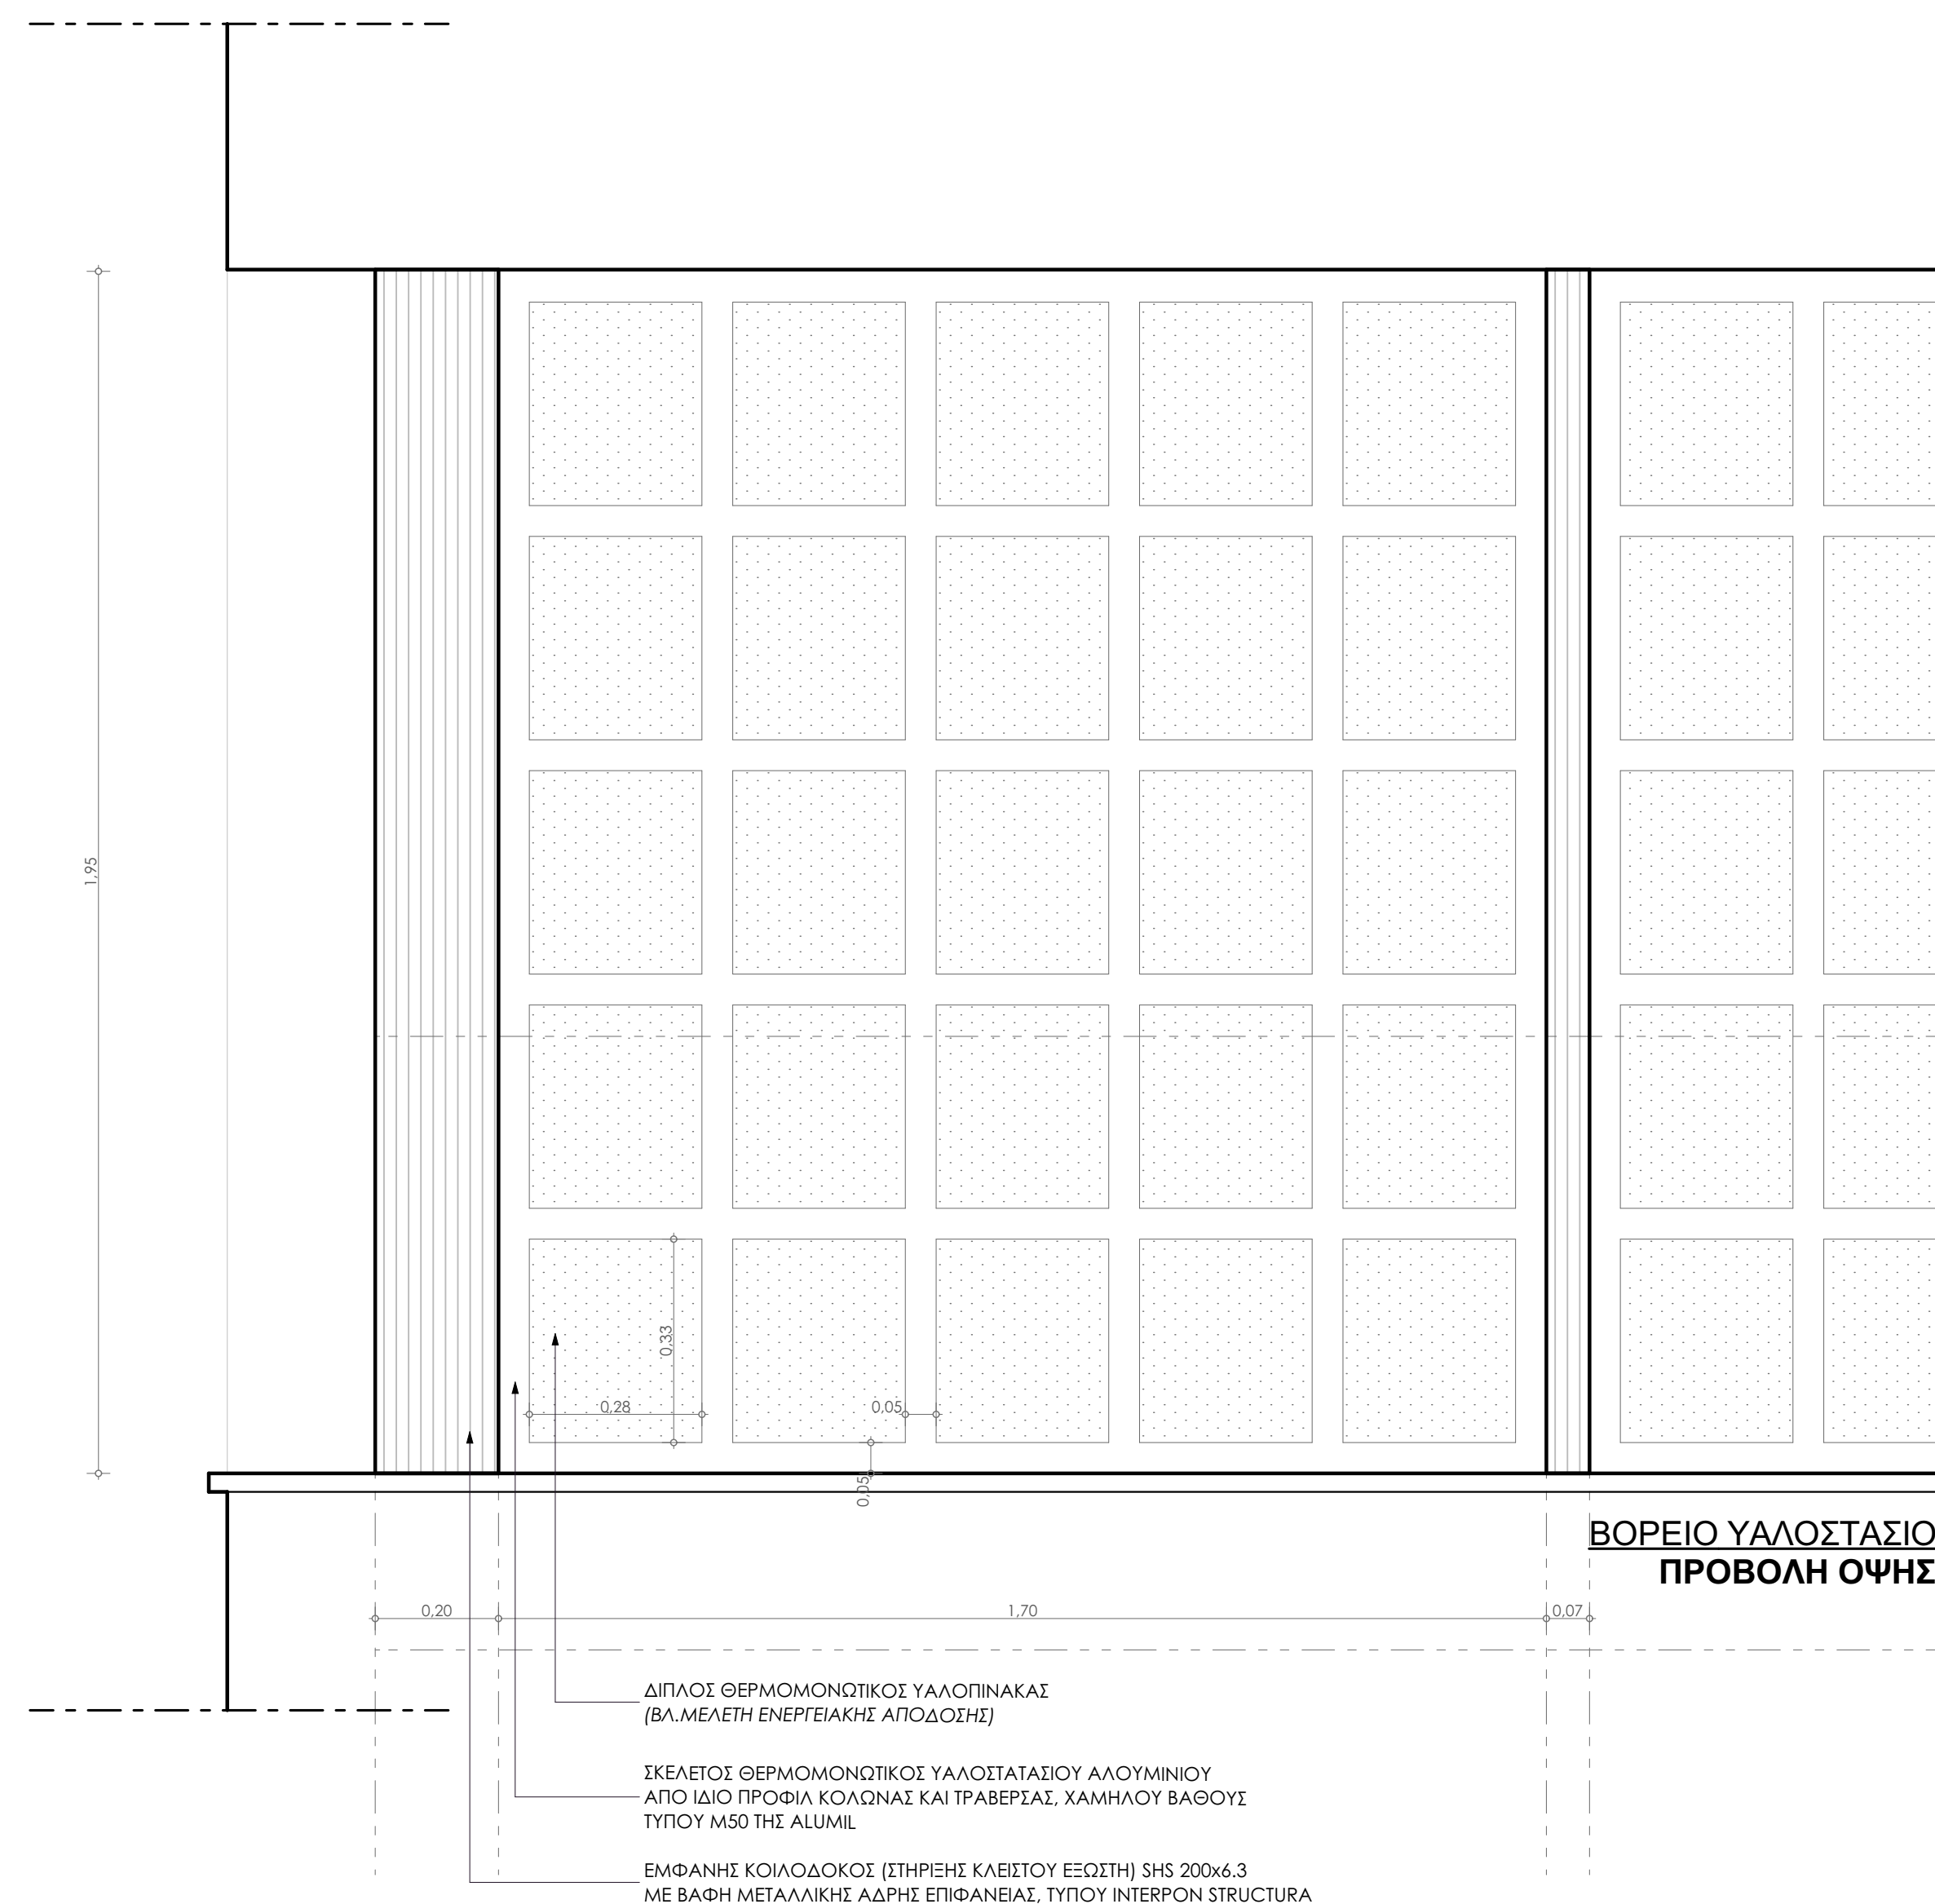 1,95
0,33
0,28
0,05
0,05
ΒΟΡΕΙΟ ΥΑΛΟΣΤΑΣΙΟ
ΠΡΟΒΟΛΗ ΟΨΗΣ
0,20
1,70
0,07
ΔΙΠΛΟΣ ΘΕΡΜΟΜΟΝΩΤΙΚΟΣ ΥΑΛΟΠΙΝΑΚΑΣ
(ΒΛ.ΜΕΛΕΤΗ ΕΝΕΡΓΕΙΑΚΗΣ ΑΠΟΔΟΣΗΣ)
ΣΚΕΛΕΤΟΣ ΘΕΡΜΟΜΟΝΩΤΙΚΟΣ ΥΑΛΟΣΤΑΤΑΣΙΟΥ ΑΛΟΥΜΙΝΙΟΥ
ΑΠΟ ΙΔΙΟ ΠΡΟΦΙΛ ΚΟΛΩΝΑΣ ΚΑΙ ΤΡΑΒΕΡΣΑΣ, ΧΑΜΗΛΟΥ ΒΑΘΟΥΣ
ΤΥΠΟΥ M50 ΤΗΣ ALUMIL
ΕΜΦΑΝΗΣ ΚΟΙΛΟΔΟΚΟΣ (ΣΤΗΡΙΞΗΣ ΚΛΕΙΣΤΟΥ ΕΞΩΣΤΗ) SHS 200x6.3
ΜΕ ΒΑΦΗ ΜΕΤΑΛΛΙΚΗΣ ΑΔΡΗΣ ΕΠΙΦΑΝΕΙΑΣ, ΤΥΠΟΥ INTERPON STRUCTURA